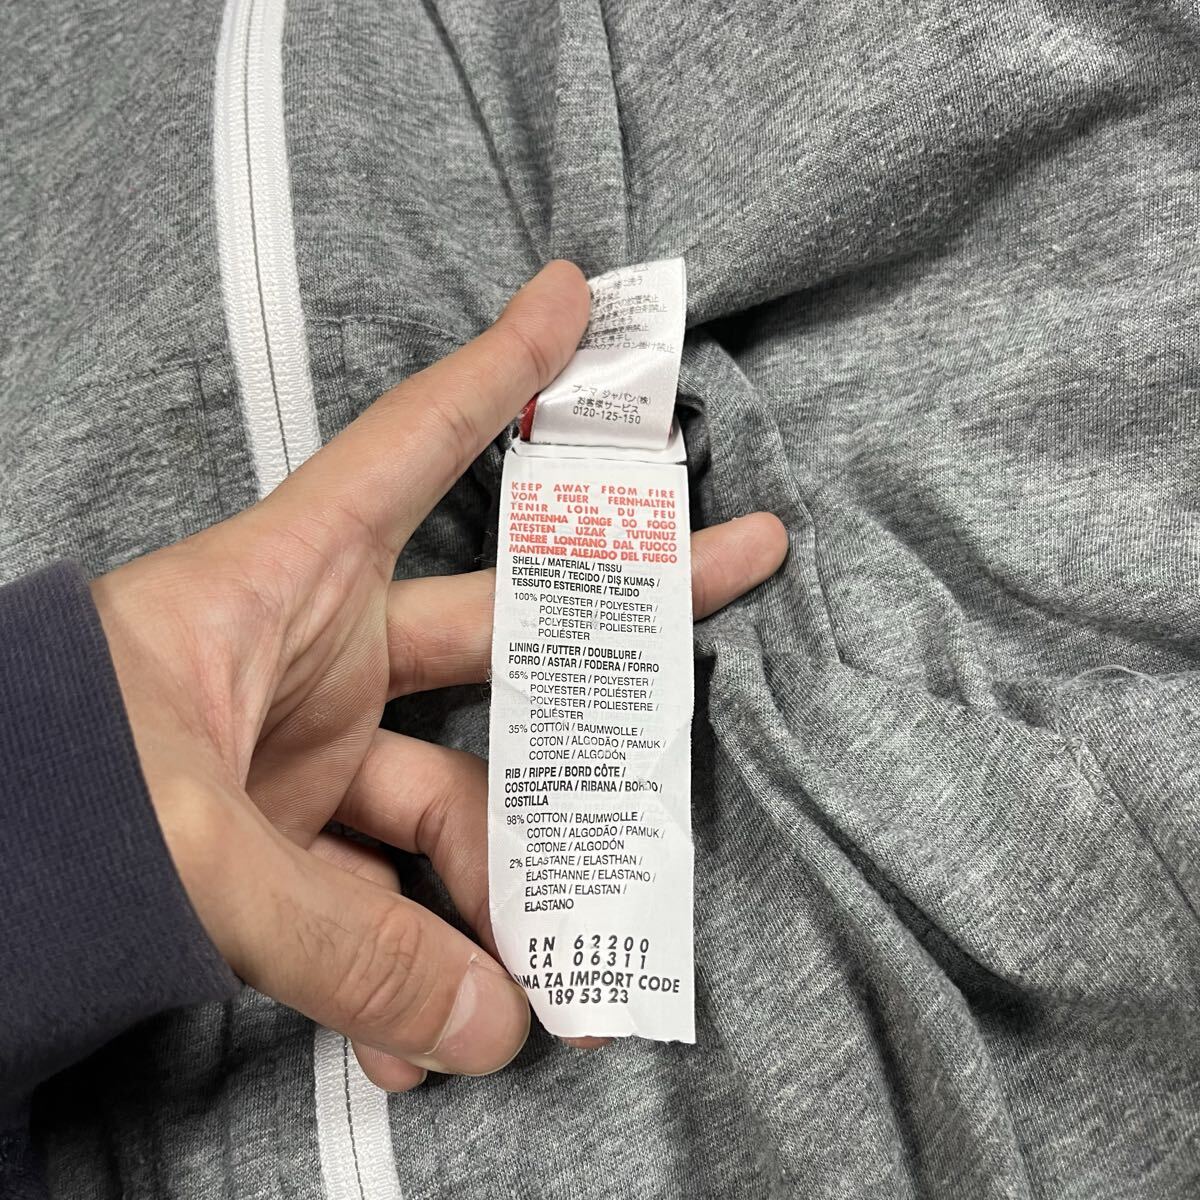 プーマ ジャパン(株)
お客様サービス
0120-125-150
KEEP AWAY FROM FIRE
VOM FEUER FERNHALTEN
TENIR LOIN DU FEU
MANTENHA LONGE DO FOGO
ATEŞTEN UZAK TUTUNUZ
TENERE LONTANO DAL FUOCO
MANTENER ALEJADO DEL FUEGO
SHELL / MATERIAL / TISSU
EXTÉRIEUR / TECIDO / DIŞ KUMAŞ /
TESSUTO ESTERIORE / TEJIDO
100% POLYESTER / POLYESTER /
POLYESTER / POLIÉSTER /
POLYESTER / POLIESTERE /
POLIÉSTER
LINING / FUTTER / DOUBLURE /
FORRO / ASTAR / FODERA / FORRO
65% POLYESTER / POLYESTER /
POLYESTER / POLIÉSTER /
POLYESTER / POLIESTERE /
POLIÉSTER
35% COTTON / BAUMWOLLE /
COTON / ALGODÃO / PAMUK /
COTONE / ALGODÓN
RIB / RIPPE / BORD CÔTE /
COSTOLATURA / RIBANA / BORDO /
COSTILLA
98% COTTON / BAUMWOLLE /
COTON / ALGODÃO / PAMUK /
COTONE / ALGODÓN
2% ELASTANE / ELASTHAN /
ÉLASTHANNE / ELASTANO /
ELASTAN / ELASTAN /
ELASTANO
RN 62200
CA 06311
ZA IMPORT CODE
189 53 23